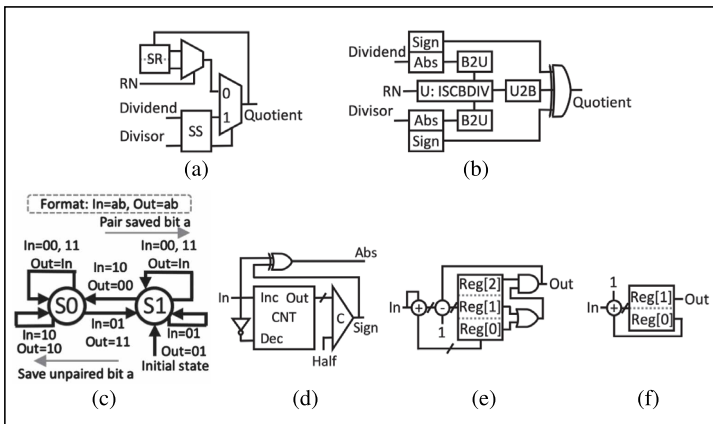 SR
RN
0
Dividend
1
Quotient
Divisor
SS
(a)
Sign
Dividend
Abs
B2U
RN
U: ISCBDIV
U2B
Quotient
Divisor
Abs
B2U
Sign
(b)
Format: In=ab, Out=ab
Pair saved bit a
In=00, 11
Out=In
In=00, 11
Out=In
In=10
Out=00
S0
S1
In=10
Out=10
In=01
Out=11
In=01
Out=01
Initial state
Save unpaired bit a
(c)
Abs
In
Inc Out
CNT
C
Sign
Dec
Half
(d)
In
+
-
1
Reg[2]
Reg[1]
Reg[0]
Out
(e)
1
In
+
Reg[1]
Reg[0]
Out
(f)